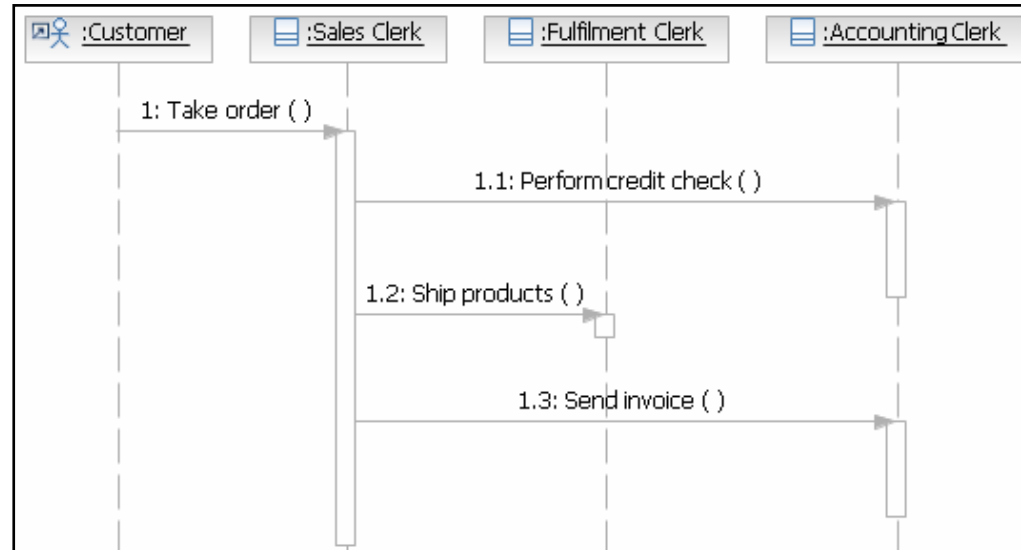 :Customer
:Sales Clerk
:Fulfilment Clerk
:Accounting Clerk
1: Take order ( )
1.1: Perform credit check ( )
1.2: Ship products ( )
1.3: Send invoice ( )